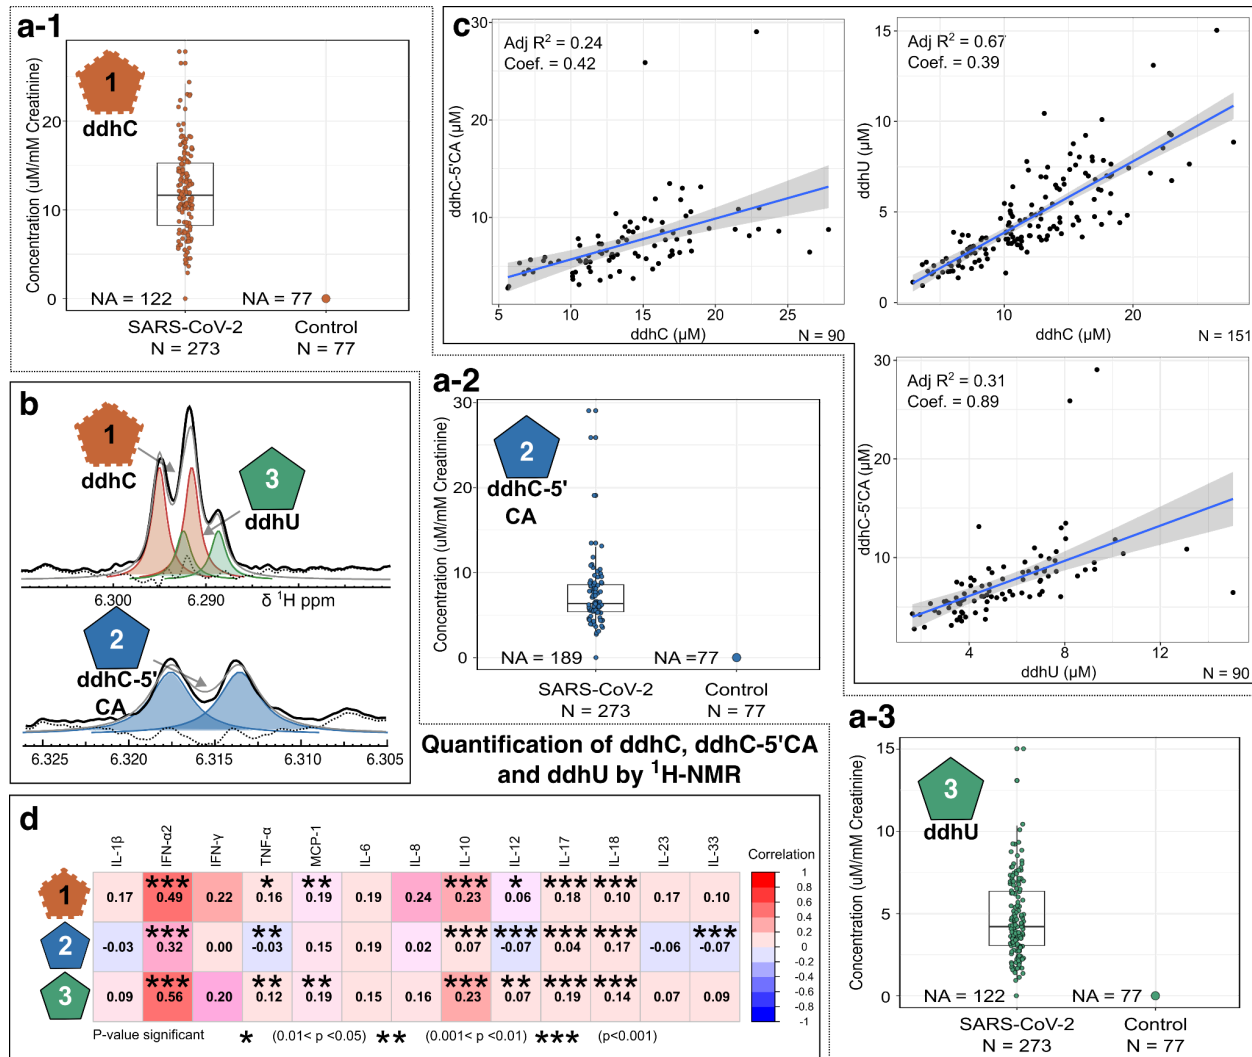 a-1
Concentration (uM/mM Creatinine)
20
10
0
1
ddhC
NA = 122
NA = 77
SARS-CoV-2
Control
N = 273
N = 77
c
Adj R² = 0.24
Coef. = 0.42
ddhC-5'CA (µM)
30
10
5
10
15
20
25
ddhC (µM)
N = 90
Adj R² = 0.67
Coef. = 0.39
ddhU (µM)
15
10
5
0
10
20
ddhC (µM)
N = 151
Adj R² = 0.31
Coef. = 0.89
ddhC-5'CA (µM)
30
20
10
4
8
12
ddhU (µM)
N = 90
b
1
ddhC
3
ddhU
6.300
6.290
δ ¹H ppm
2
ddhC-5'
CA
6.325
6.320
6.315
6.310
6.305
a-2
Concentration (uM/mM Creatinine)
30
20
10
0
2
ddhC-5'
CA
NA = 189
NA =77
SARS-CoV-2
Control
N = 273
N = 77
Quantification of ddhC, ddhC-5'CA
and ddhU by ¹H-NMR
a-3
Concentration (uM/mM Creatinine)
15
10
5
0
3
ddhU
NA = 122
NA = 77
SARS-CoV-2
Control
N = 273
N = 77
d
IL-1β IFN-α2 IFN-γ TNF-α MCP-1 IL-6 IL-8 IL-10 IL-12 IL-17 IL-18 IL-23 IL-33
Correlation
*** * ** *** * *** ***
1 0.17 0.49 0.22 0.16 0.19 0.19 0.24 0.23 0.06 0.18 0.10 0.17 0.10
*** ** *** *** *** *** ***
2 -0.03 0.32 0.00 -0.03 0.15 0.19 0.02 0.07 -0.07 0.04 0.17 -0.06 -0.07
*** ** ** *** ** *** ***
3 0.09 0.56 0.20 0.12 0.19 0.15 0.16 0.23 0.07 0.19 0.14 0.07 0.09
1
0.8
0.6
0.4
0.2
0
-0.2
-0.4
-0.6
-0.8
-1
P-value significant * (0.01< p <0.05) ** (0.001< p <0.01) *** (p<0.001)